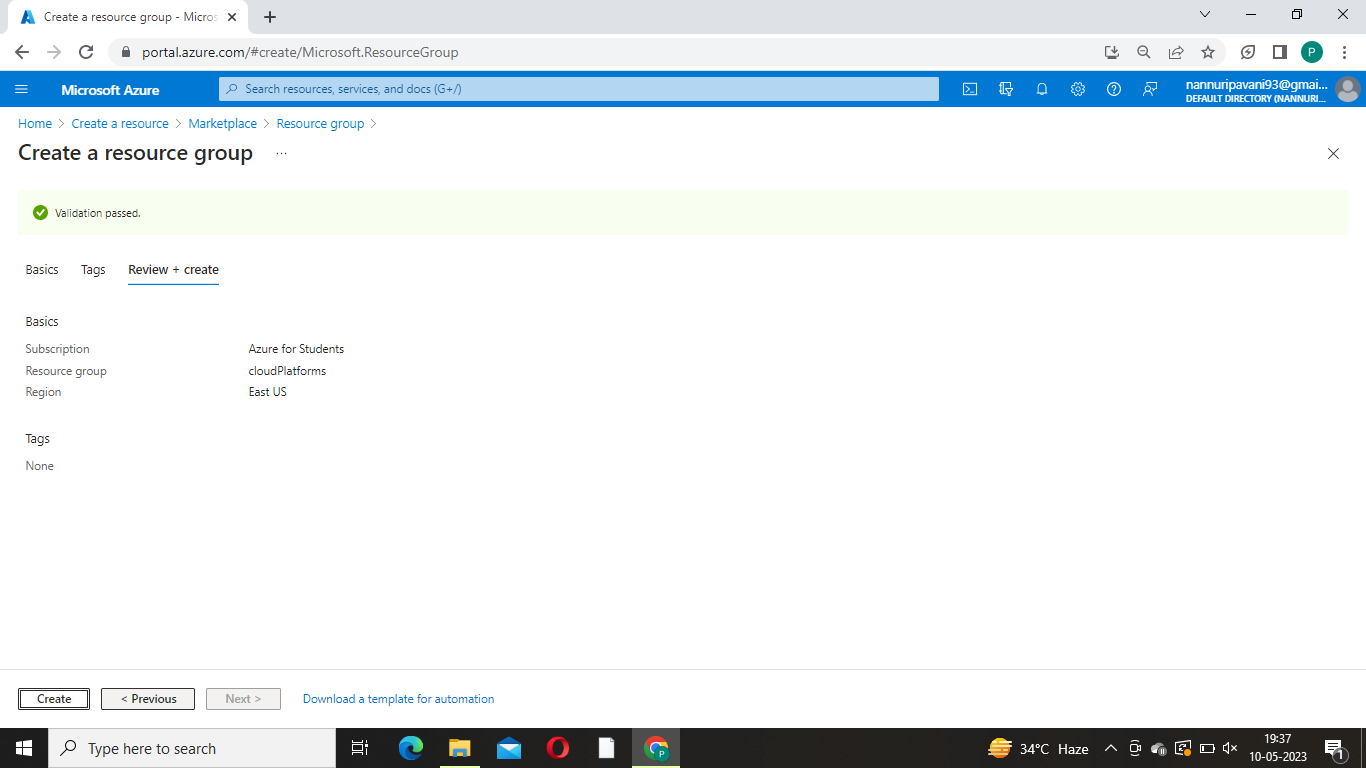 Create a resource group - Micros
portal.azure.com/#create/Microsoft.ResourceGroup
P
Microsoft Azure
Search resources, services, and docs (G+/)
nannuripavani93@gmai...
DEFAULT DIRECTORY (NANNURI...
Home > Create a resource > Marketplace > Resource group >
Create a resource group ...
Validation passed.
Basics Tags Review + create
Basics
Subscription Azure for Students
Resource group cloudPlatforms
Region East US
Tags
None
Create < Previous Next > Download a template for automation
Type here to search
P
34°C Haze
19:37
10-05-2023
1